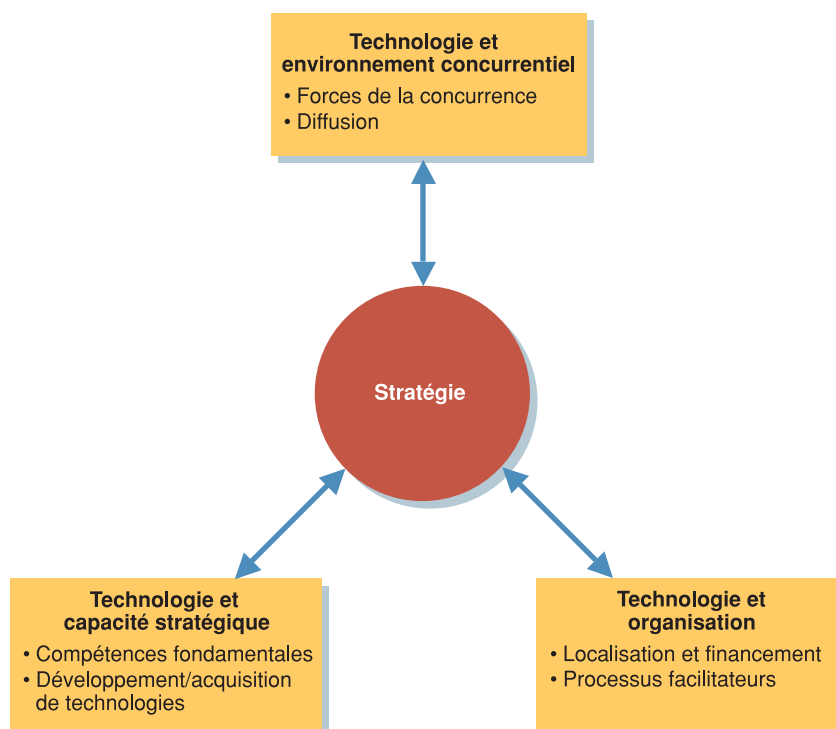 Technologie et
environnement concurrentiel
• Forces de la concurrence
• Diffusion
Stratégie
Technologie et
capacité stratégique
• Compétences fondamentales
• Développement/acquisition
de technologies
Technologie et
organisation
• Localisation et financement
• Processus facilitateurs